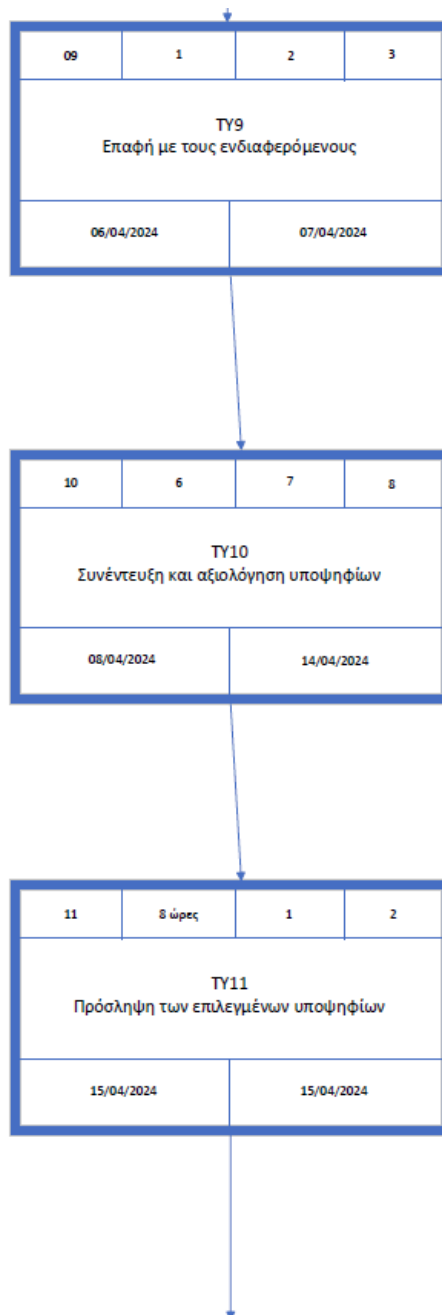 09 1 2 3
ΤΥ9
Επαφή με τους ενδιαφερόμενους
06/04/2024 07/04/2024
10 6 7 8
ΤΥ10
Συνέντευξη και αξιολόγηση υποψηφίων
08/04/2024 14/04/2024
11 8 ώρες 1 2
ΤΥ11
Πρόσληψη των επιλεγμένων υποψηφίων
15/04/2024 15/04/2024